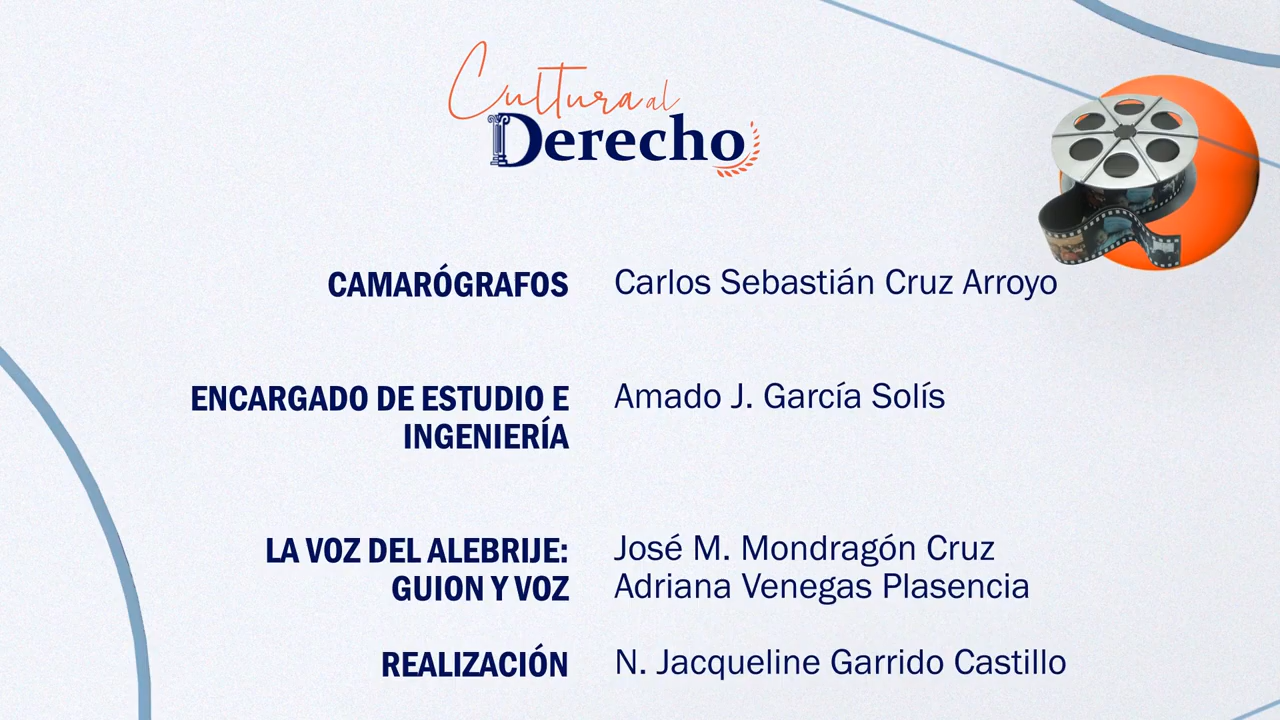 Cultura al
Derecho
CAMARÓGRAFOS Carlos Sebastián Cruz Arroyo
ENCARGADO DE ESTUDIO E Amado J. García Solís
INGENIERÍA
LA VOZ DEL ALEBRIJE: José M. Mondragón Cruz
GUION Y VOZ Adriana Venegas Plasencia
REALIZACIÓN N. Jacqueline Garrido Castillo